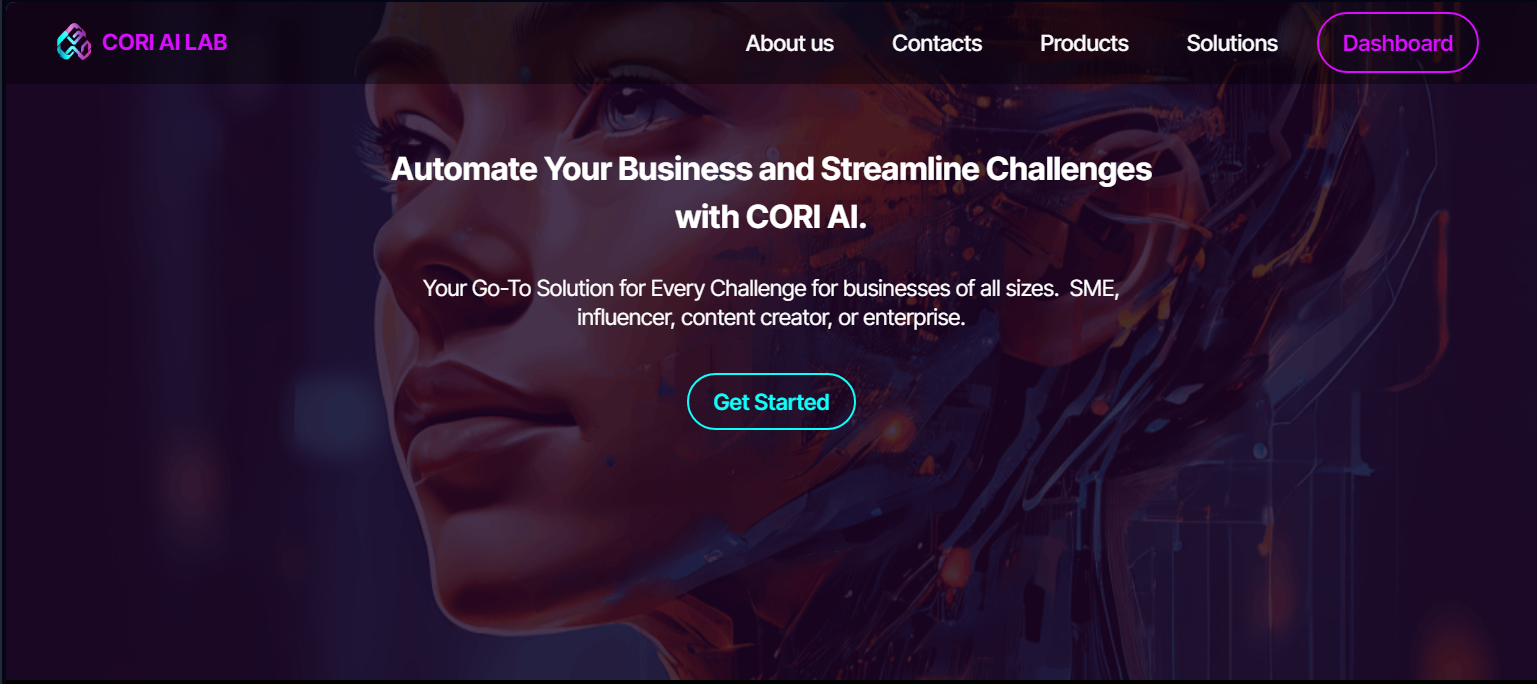 CORI AI LAB
About us
Contacts
Products
Solutions
Dashboard
Automate Your Business and Streamline Challenges
with CORI AI.
Your Go-To Solution for Every Challenge for businesses of all sizes.  SME,
influencer, content creator, or enterprise.
Get Started